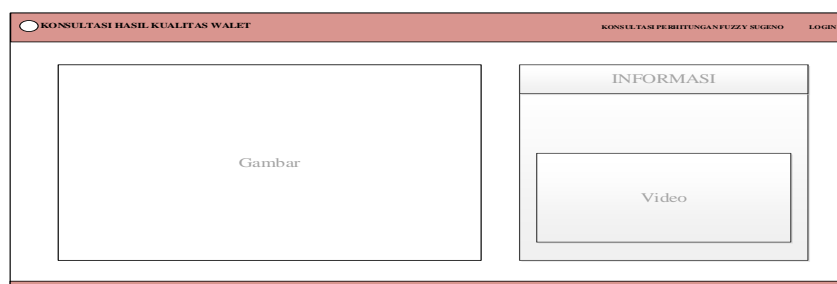 KONSULTASI HASIL KUALITAS WALET
KONSULTASI PERHITUNGAN FUZZY SUGENO
LOGIN
INFORMASI
Gambar
Video